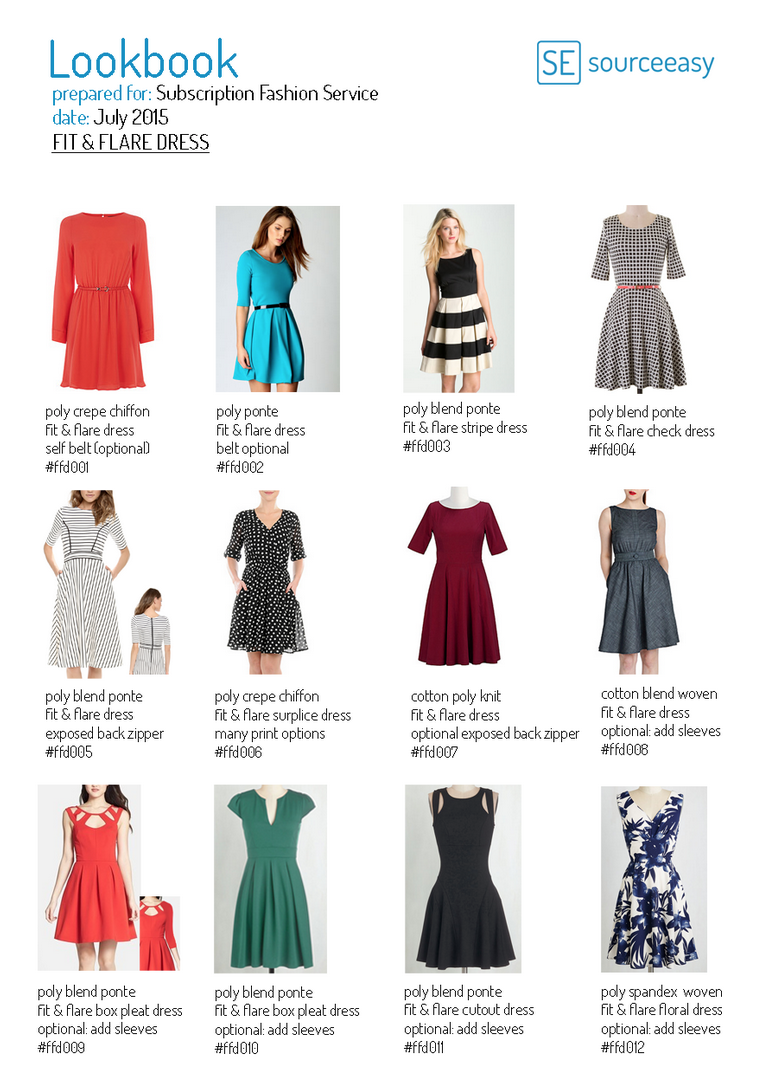 Lookbook
SE sourceeasy
prepared for: Subscription Fashion Service
date: July 2015
FIT & FLARE DRESS
poly crepe chiffon
fit & flare dress
self belt (optional)
#ffd001
poly ponte
fit & flare dress
belt optional
#ffd002
poly blend ponte
fit & flare stripe dress
#ffd003
poly blend ponte
fit & flare check dress
#ffd004
poly blend ponte
fit & flare dress
exposed back zipper
#ffd005
poly crepe chiffon
fit & flare surplice dress
many print options
#ffd006
cotton poly knit
fit & flare dress
optional exposed back zipper
#ffd007
cotton blend woven
fit & flare dress
optional: add sleeves
#ffd008
poly blend ponte
fit & flare box pleat dress
optional: add sleeves
#ffd009
poly blend ponte
fit & flare box pleat dress
optional: add sleeves
#ffd010
poly blend ponte
fit & flare cutout dress
optional: add sleeves
#ffd011
poly spandex woven
fit & flare floral dress
optional: add sleeves
#ffd012